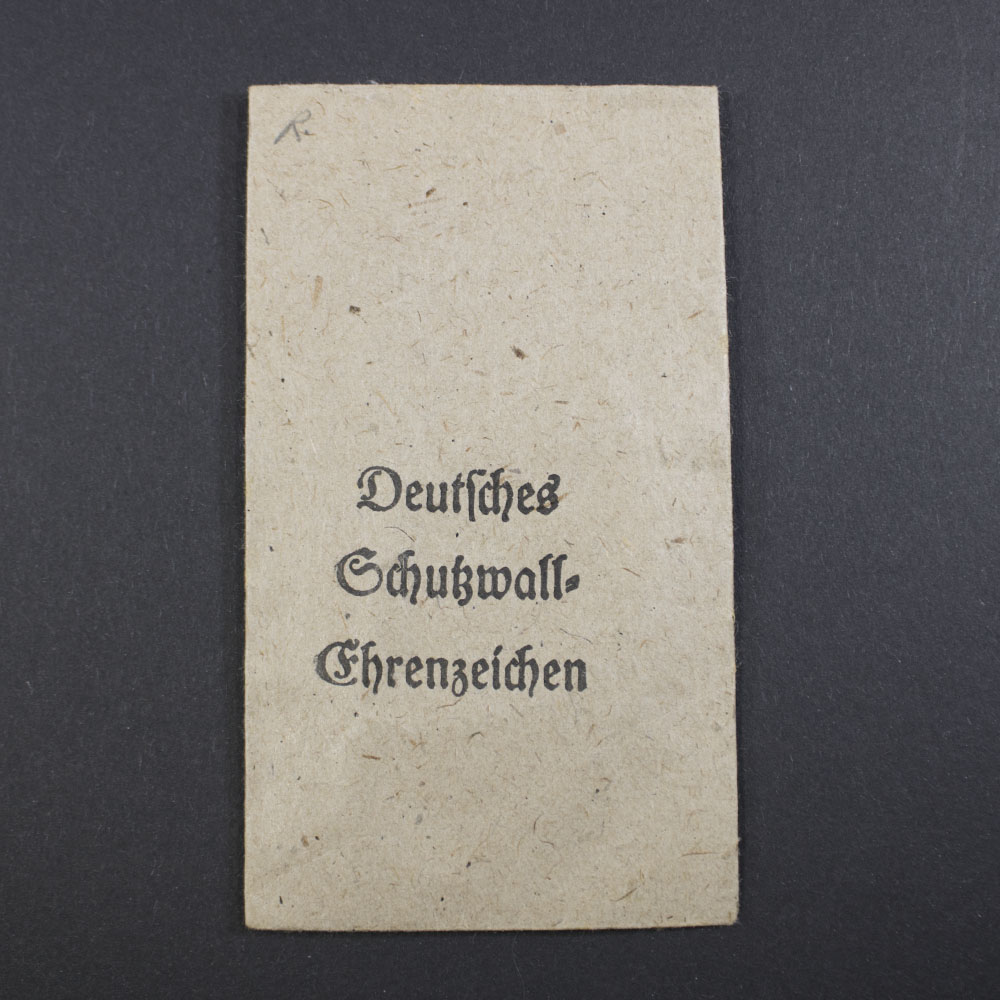 R.
Deutſches
Schutzwall-
Ehrenzeichen